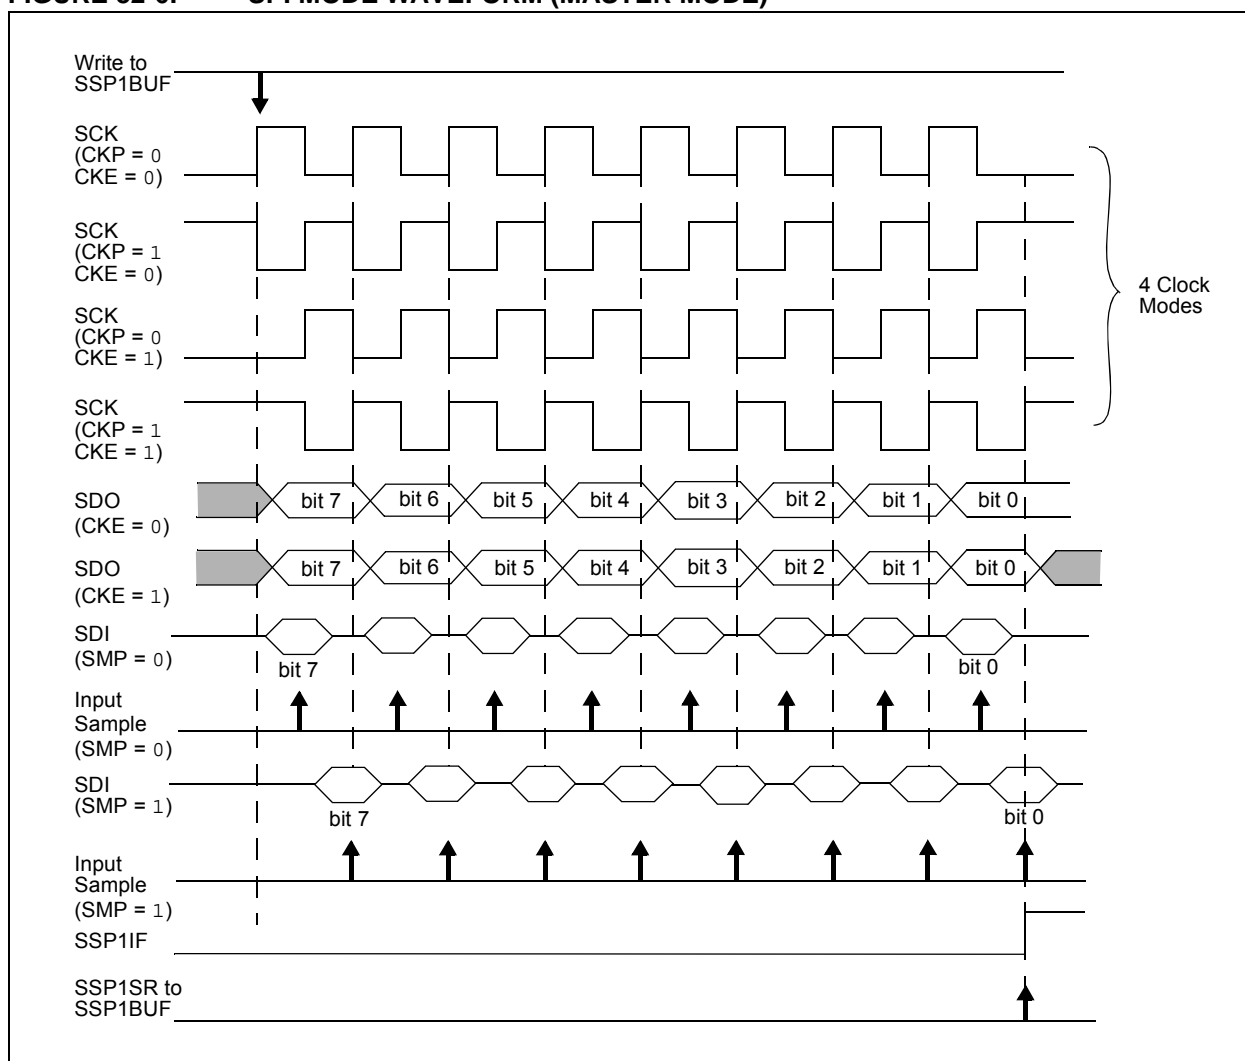 FIGURE 32-6: SPI MODE WAVEFORM (MASTER MODE)
Write to
SSP1BUF
SCK
(CKP = 0
CKE = 0)
SCK
(CKP = 1
CKE = 0)
SCK
(CKP = 0
CKE = 1)
SCK
(CKP = 1
CKE = 1)
4 Clock
Modes
SDO
(CKE = 0)
bit 7 bit 6 bit 5 bit 4 bit 3 bit 2 bit 1 bit 0
SDO
(CKE = 1)
bit 7 bit 6 bit 5 bit 4 bit 3 bit 2 bit 1 bit 0
SDI
(SMP = 0)
bit 7 bit 0
Input
Sample
(SMP = 0)
SDI
(SMP = 1)
bit 7 bit 0
Input
Sample
(SMP = 1)
SSP1IF
SSP1SR to
SSP1BUF